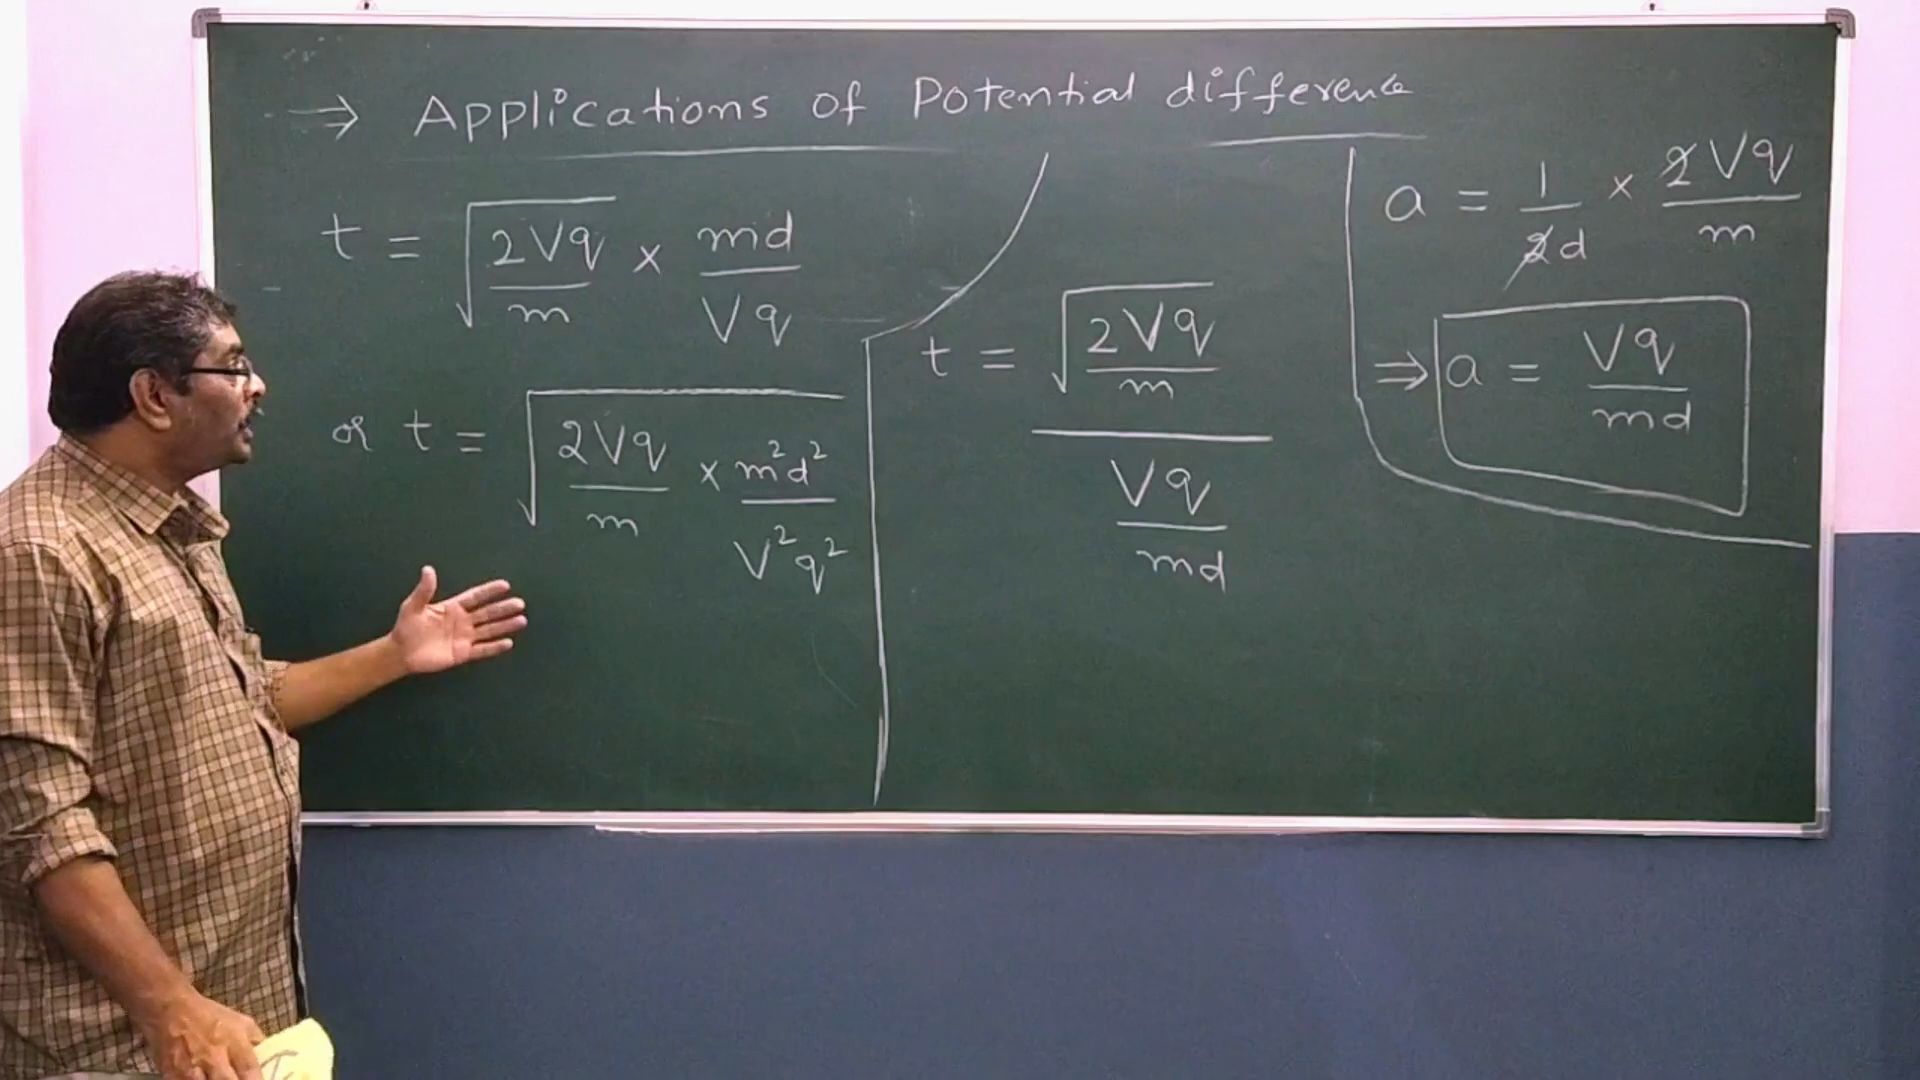 ⇒ Applications of Potential difference
t = √(2Vq/m) × md/Vq
or t = √(2Vq/m × m²d²/V²q²)
t = √(2Vq/m) / (Vq/md)
a = 1/2d × 2Vq/m
⇒ a = Vq/md